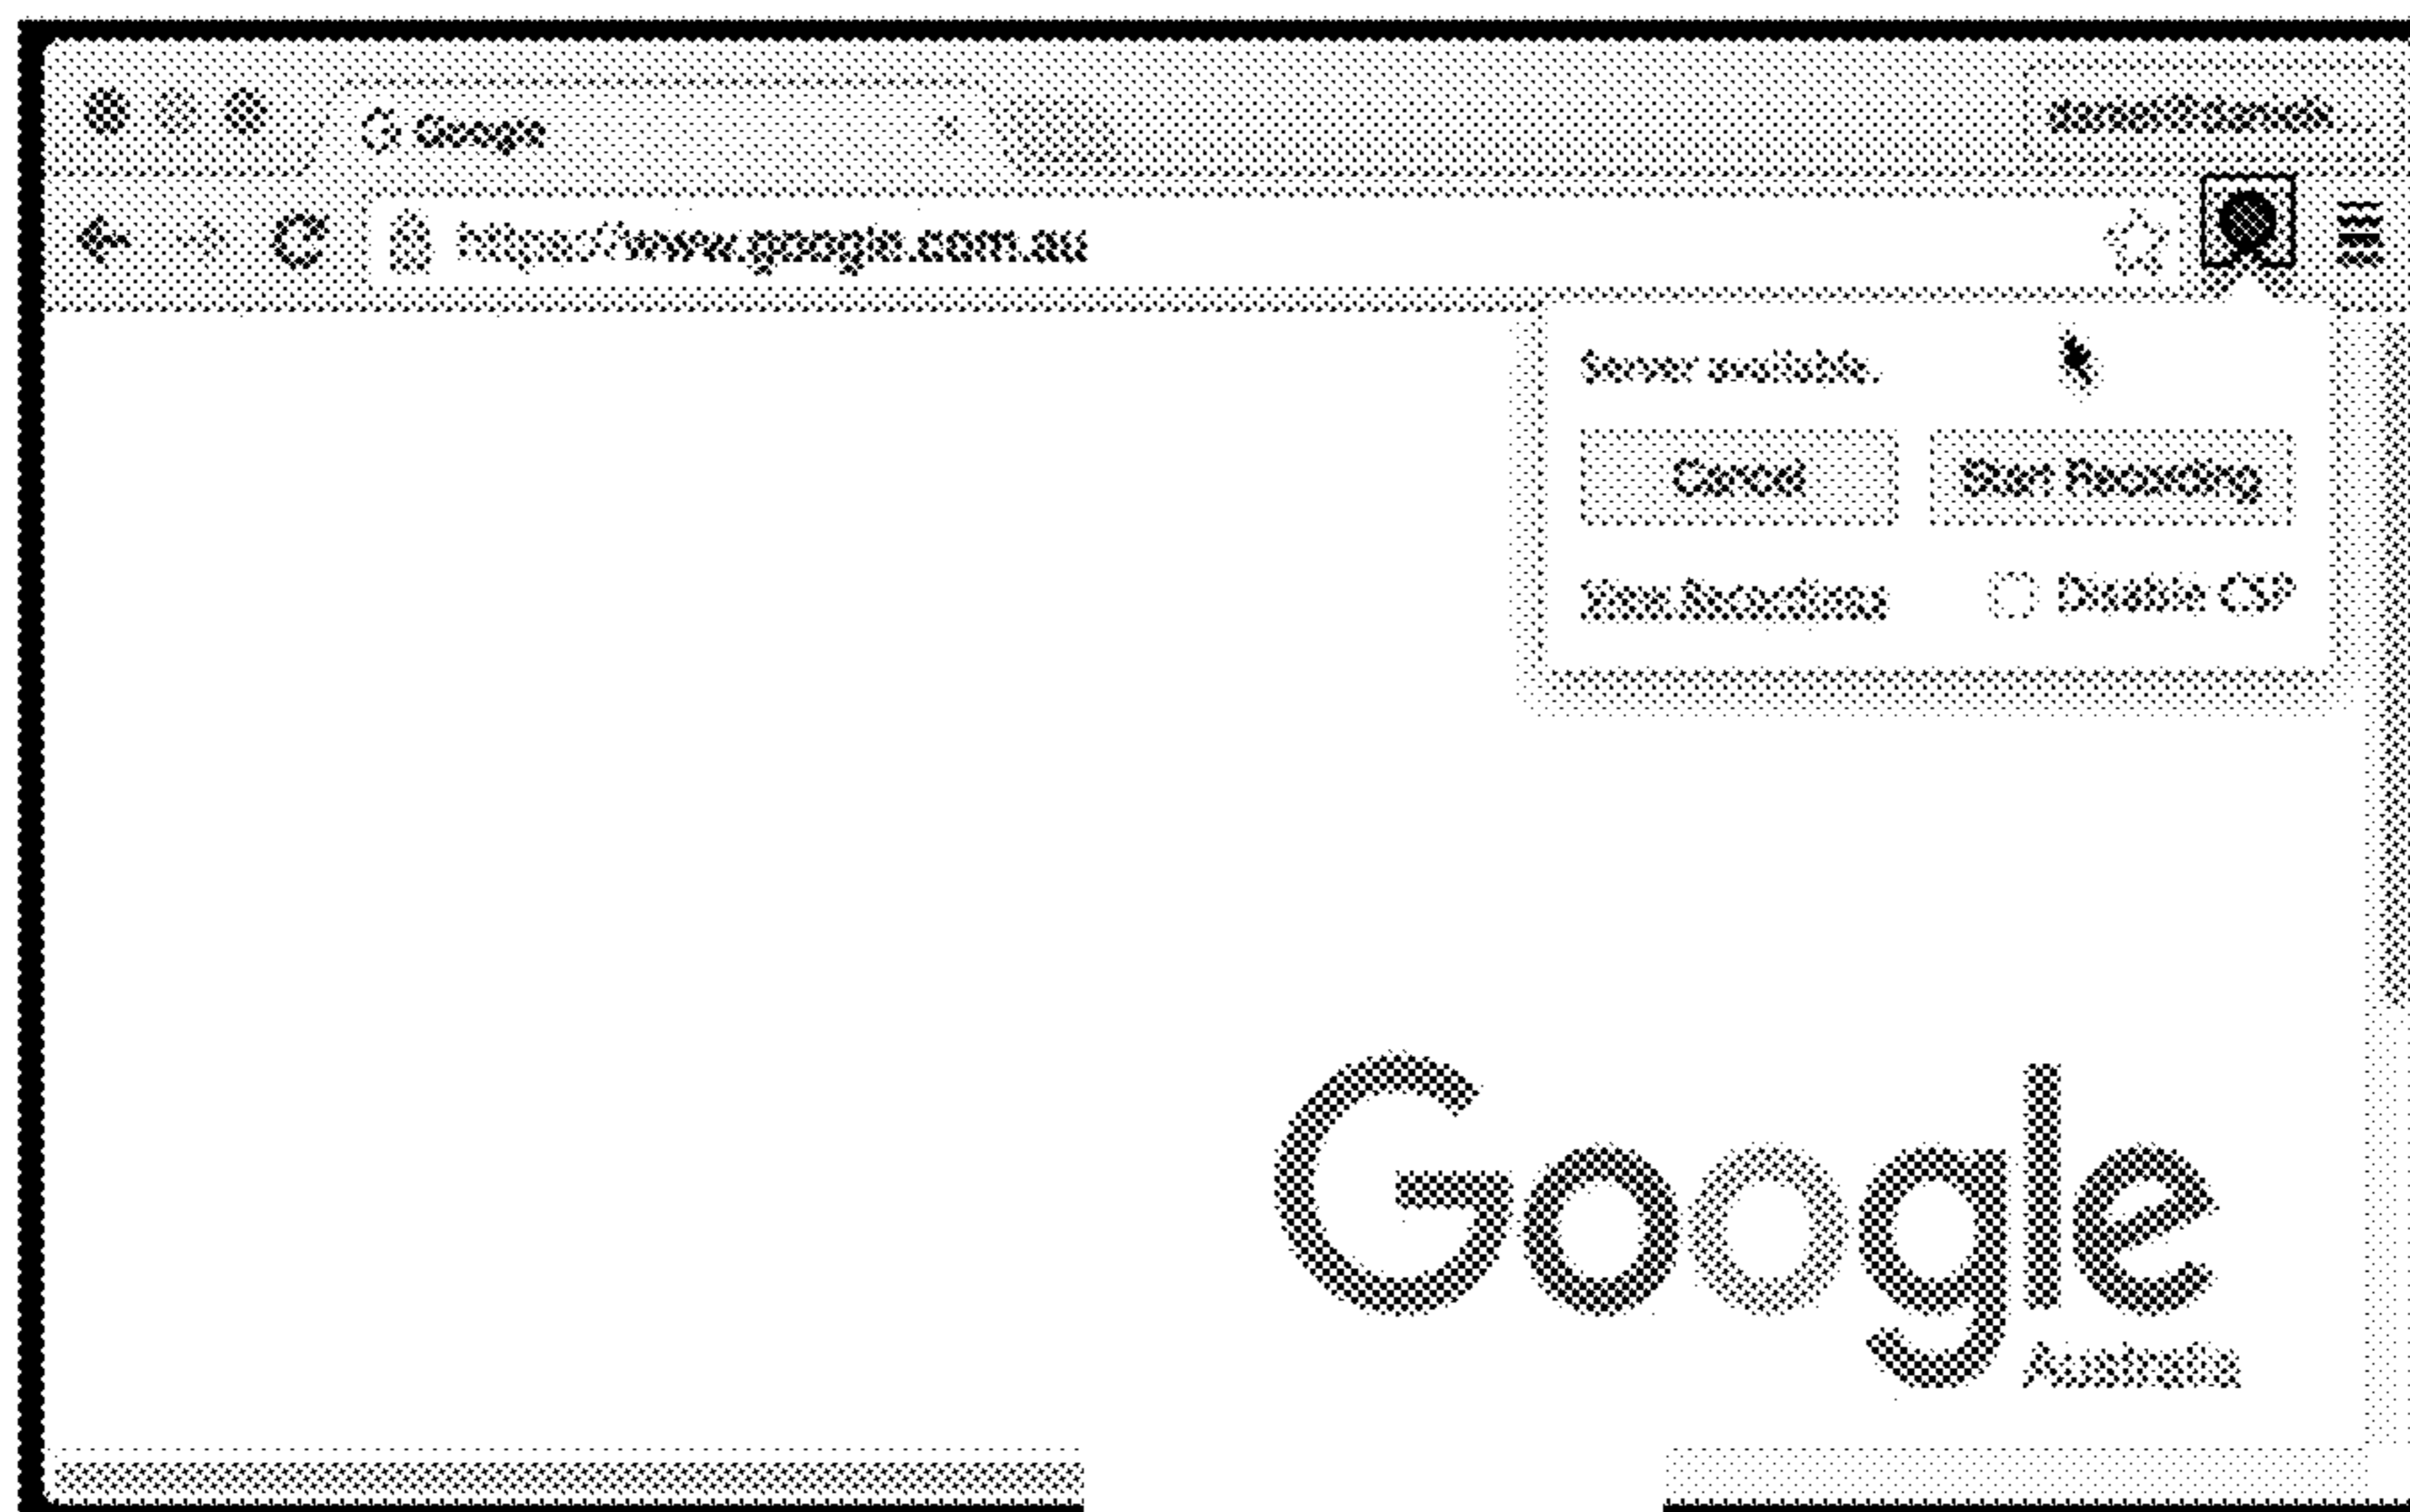 Google
https://www.google.com.au
Server available.
Cancel
Start Recording
View Recordings
Disable CSP
Google
Australia